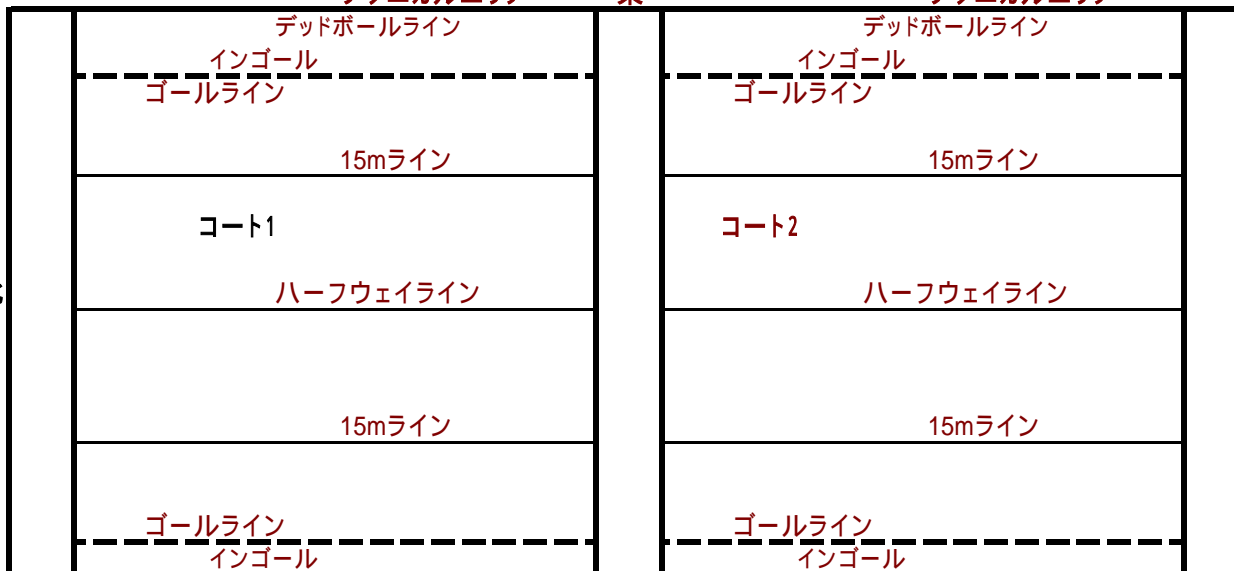 デッドボールライン デッドボールライン
インゴール インゴール
ゴールライン ゴールライン
15mライン 15mライン
コート1 コート2
ハーフウェイライン ハーフウェイライン
15mライン 15mライン
ゴールライン ゴールライン
インゴール インゴール